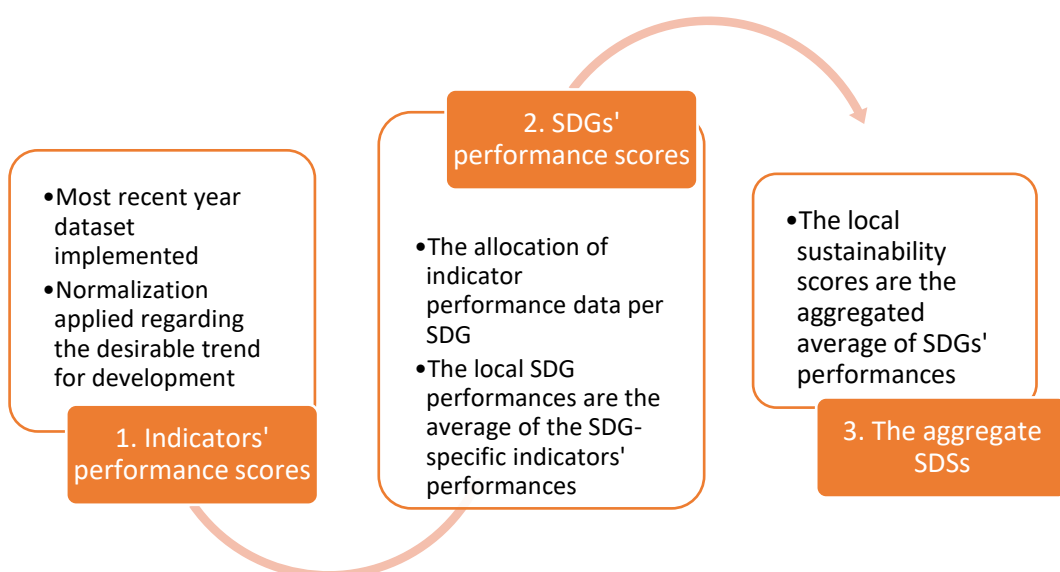 •Most recent year
dataset
implemented
•Normalization
applied regarding
the desirable trend
for development
1. Indicators'
performance scores
2. SDGs'
performance scores
•The allocation of
indicator
performance data per
SDG
•The local SDG
performances are the
average of the SDG-
specific indicators'
performances
•The local
sustainability
scores are the
aggregated
average of SDGs'
performances
3. The aggregate
SDSs